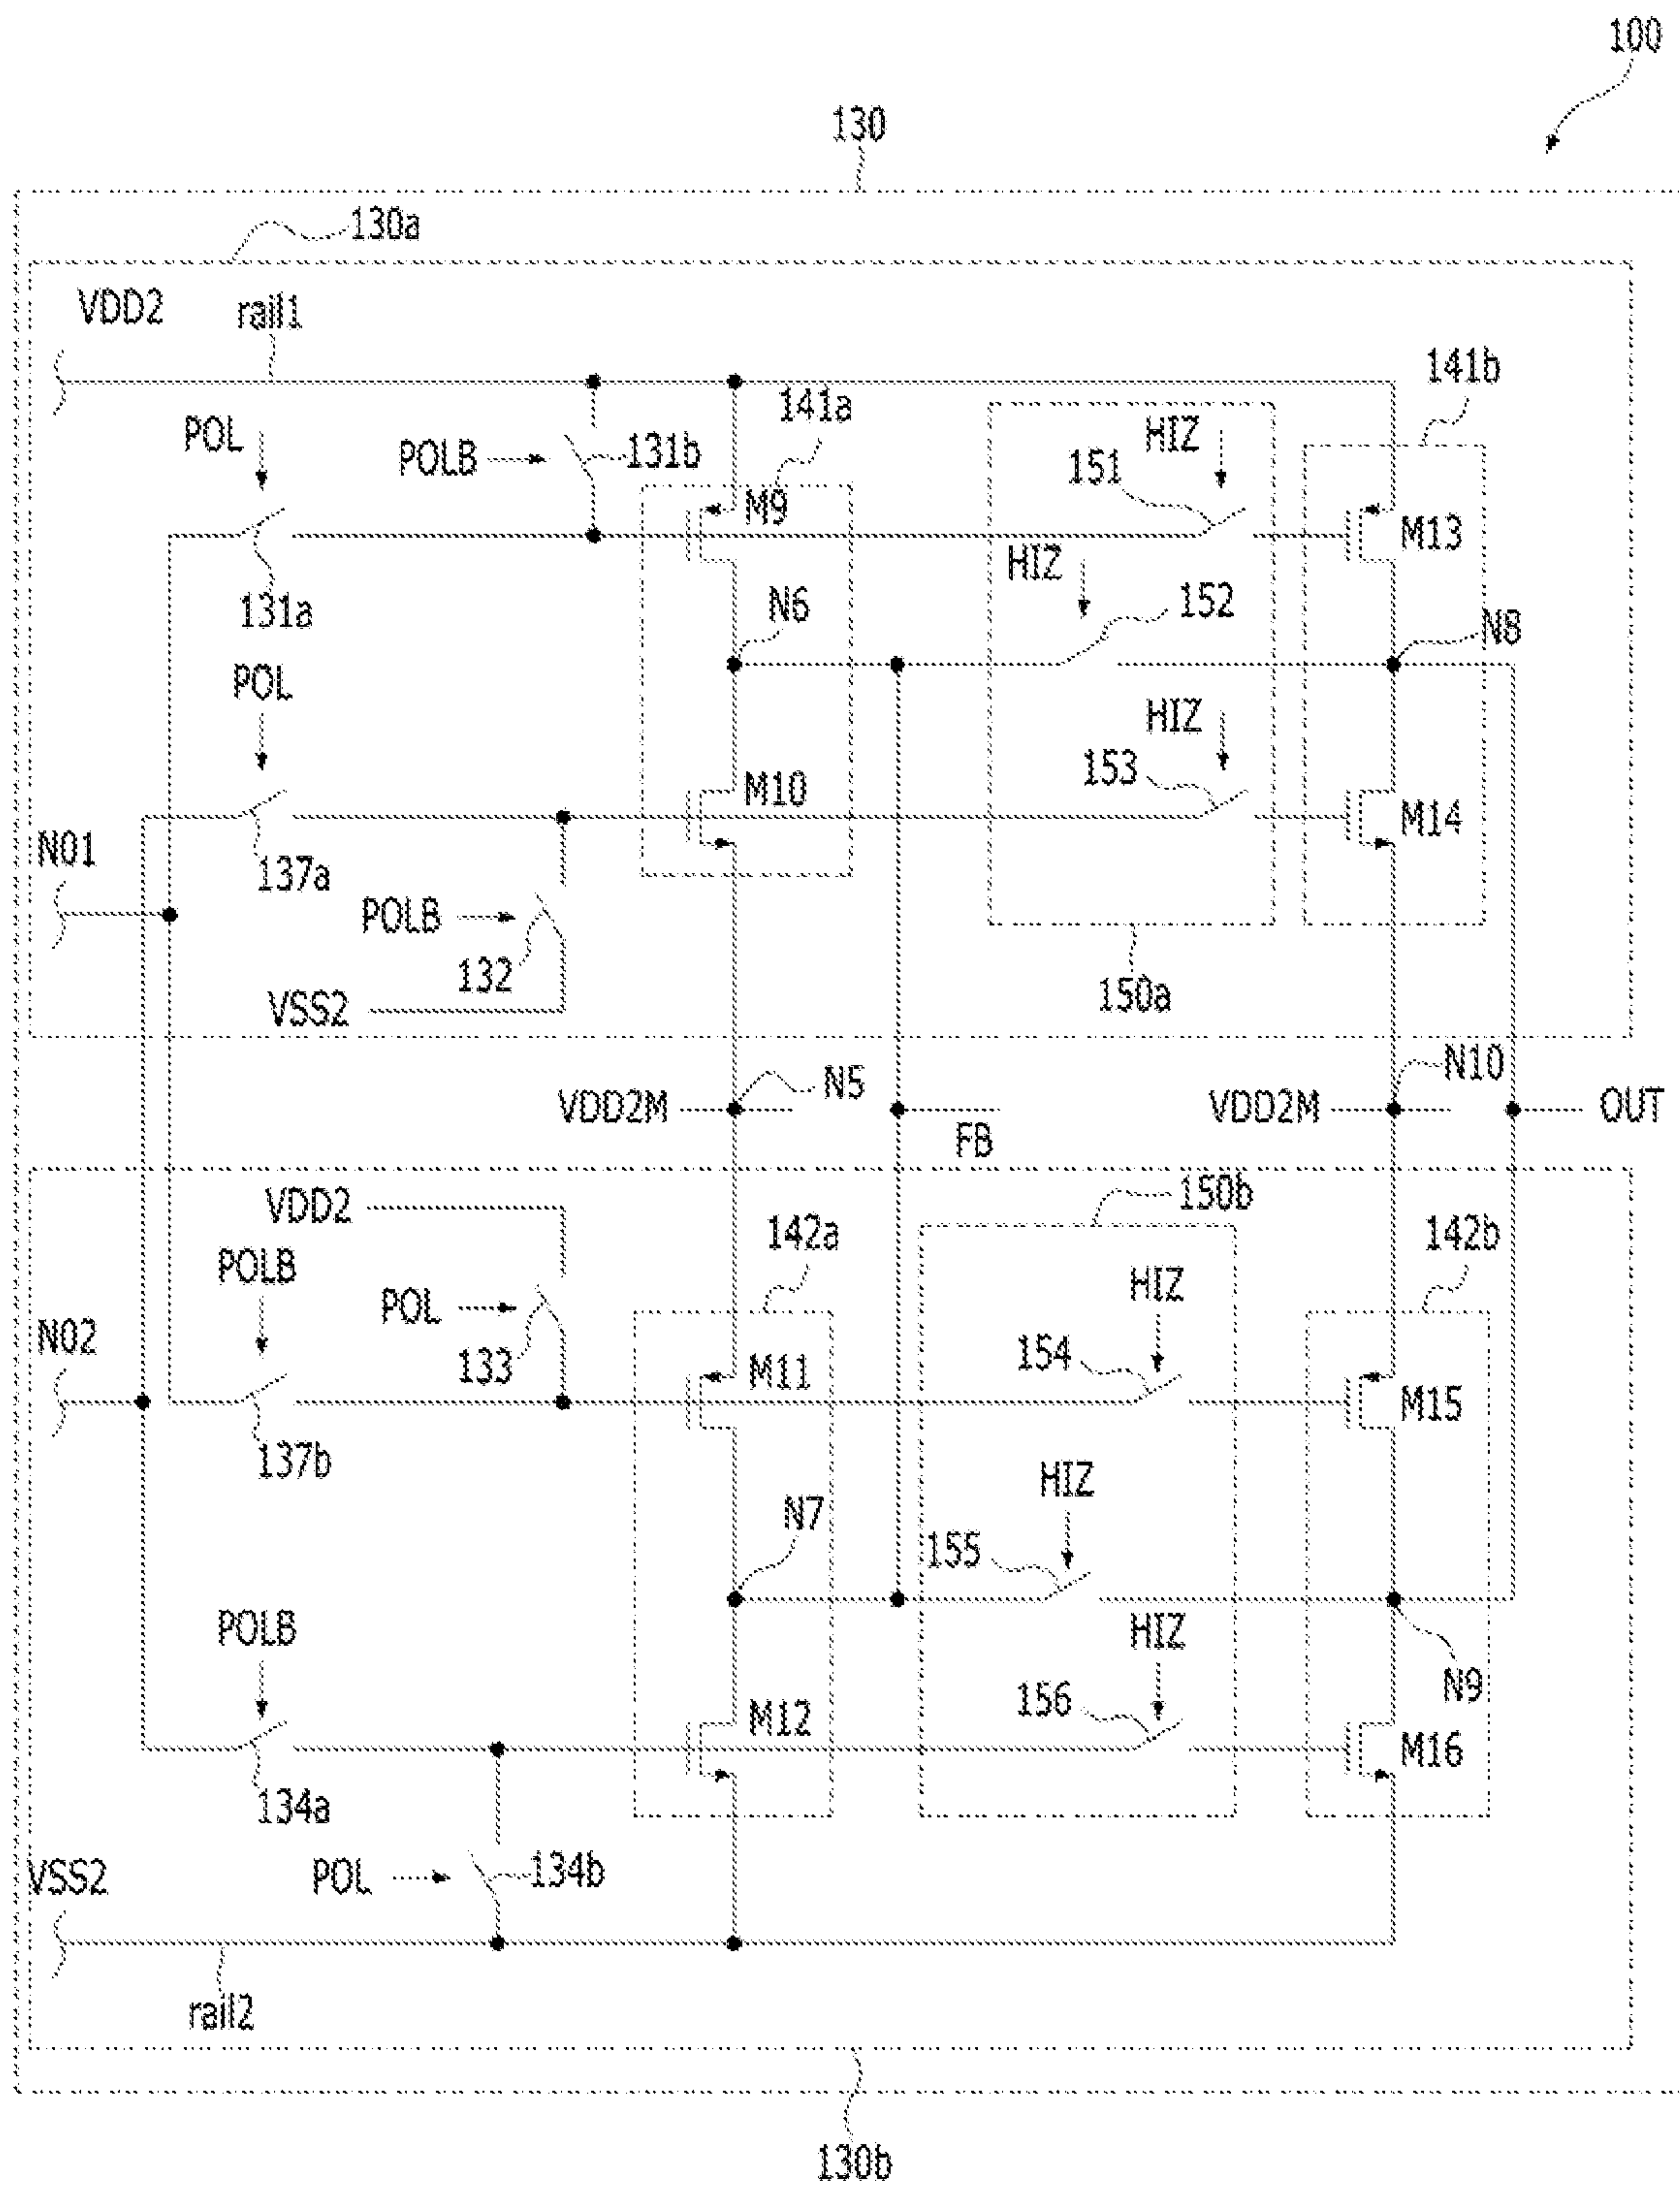 100
130
130a
VDD2
rail1
141b
141a
POL
POLB
131b
HIZ
151
M9
M13
HIZ
131a
N6
152
N8
POL
HIZ
153
M10
M14
N01
137a
POLB
132
VSS2
150a
N10
N5
VDD2M
VDD2M
OUT
FB
VDD2
150b
142a
142b
POLB
HIZ
POL
N02
133
154
M11
M15
137b
HIZ
N7
155
POLB
HIZ
N9
156
M12
M16
134a
VSS2
POL
134b
rail2
130b